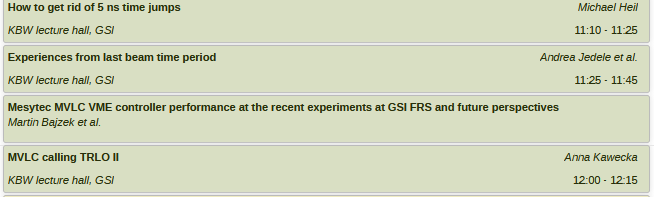 How to get rid of 5 ns time jumps Michael Heil
KBW lecture hall, GSI 11:10 - 11:25
Experiences from last beam time period Andrea Jedele et al.
KBW lecture hall, GSI 11:25 - 11:45
Mesytec MVLC VME controller performance at the recent experiments at GSI FRS and future perspectives
Martin Bajzek et al.
MVLC calling TRLO II Anna Kawecka
KBW lecture hall, GSI 12:00 - 12:15